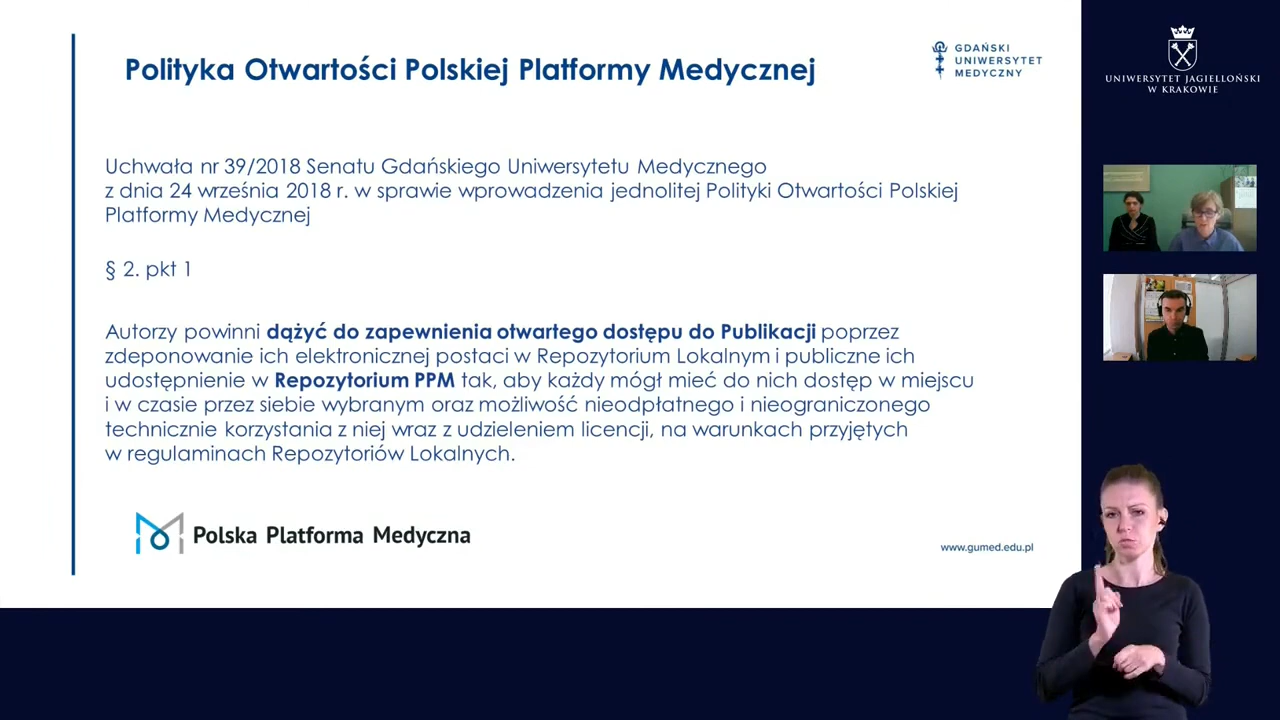 Polityka Otwartości Polskiej Platformy Medycznej
GDAŃSKI
UNIWERSYTET
MEDYCZNY
UNIWERSYTET JAGIELLOŃSKI
W KRAKOWIE
Uchwała nr 39/2018 Senatu Gdańskiego Uniwersytetu Medycznego
z dnia 24 września 2018 r. w sprawie wprowadzenia jednolitej Polityki Otwartości Polskiej
Platformy Medycznej
§ 2. pkt 1
Autorzy powinni dążyć do zapewnienia otwartego dostępu do Publikacji poprzez
zdeponowanie ich elektronicznej postaci w Repozytorium Lokalnym i publiczne ich
udostępnienie w Repozytorium PPM tak, aby każdy mógł mieć do nich dostęp w miejscu
i w czasie przez siebie wybranym oraz możliwość nieodpłatnego i nieograniczonego
technicznie korzystania z niej wraz z udzieleniem licencji, na warunkach przyjętych
w regulaminach Repozytoriów Lokalnych.
Polska Platforma Medyczna
www.gumed.edu.pl